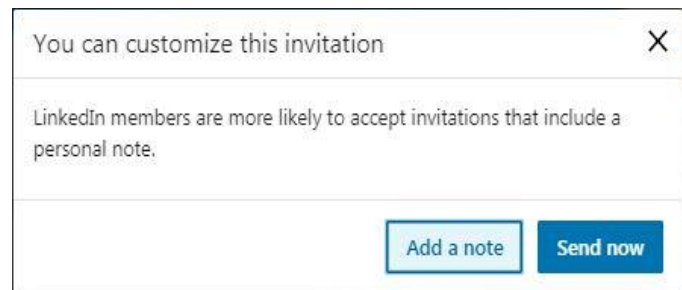 You can customize this invitation
LinkedIn members are more likely to accept invitations that include a
personal note.
Add a note Send now